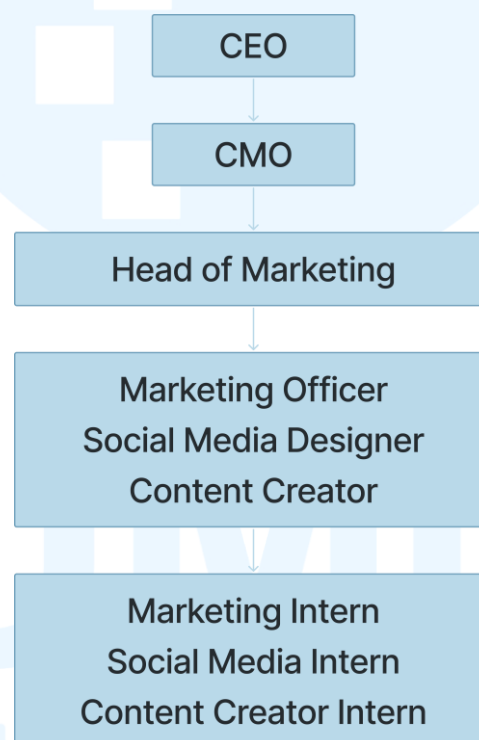 CEO
CMO
Head of Marketing
Marketing Officer
Social Media Designer
Content Creator
Marketing Intern
Social Media Intern
Content Creator Intern